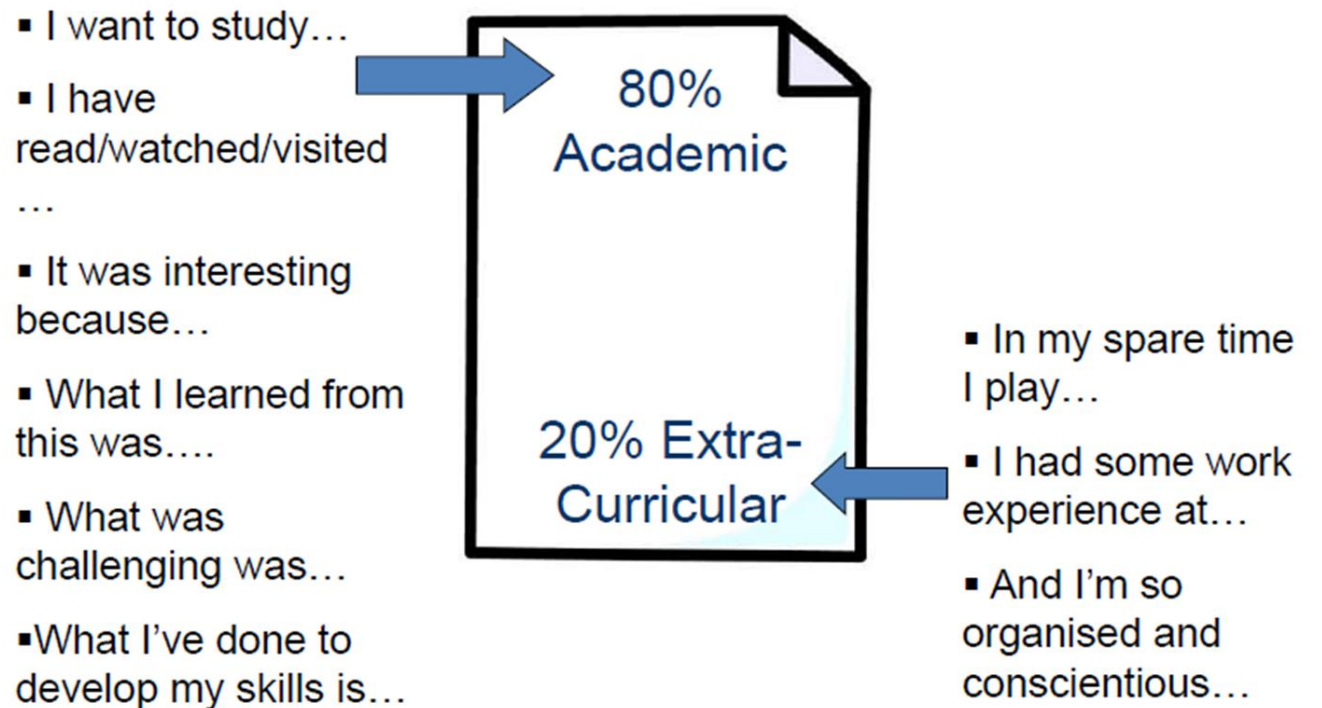 ▪ I want to study…
▪ I have
read/watched/visited
…
▪ It was interesting
because…
▪ What I learned from
this was….
▪ What was
challenging was…
▪What I've done to
develop my skills is…
80%
Academic
20% Extra-
Curricular
▪ In my spare time
I play…
▪ I had some work
experience at…
▪ And I'm so
organised and
conscientious…